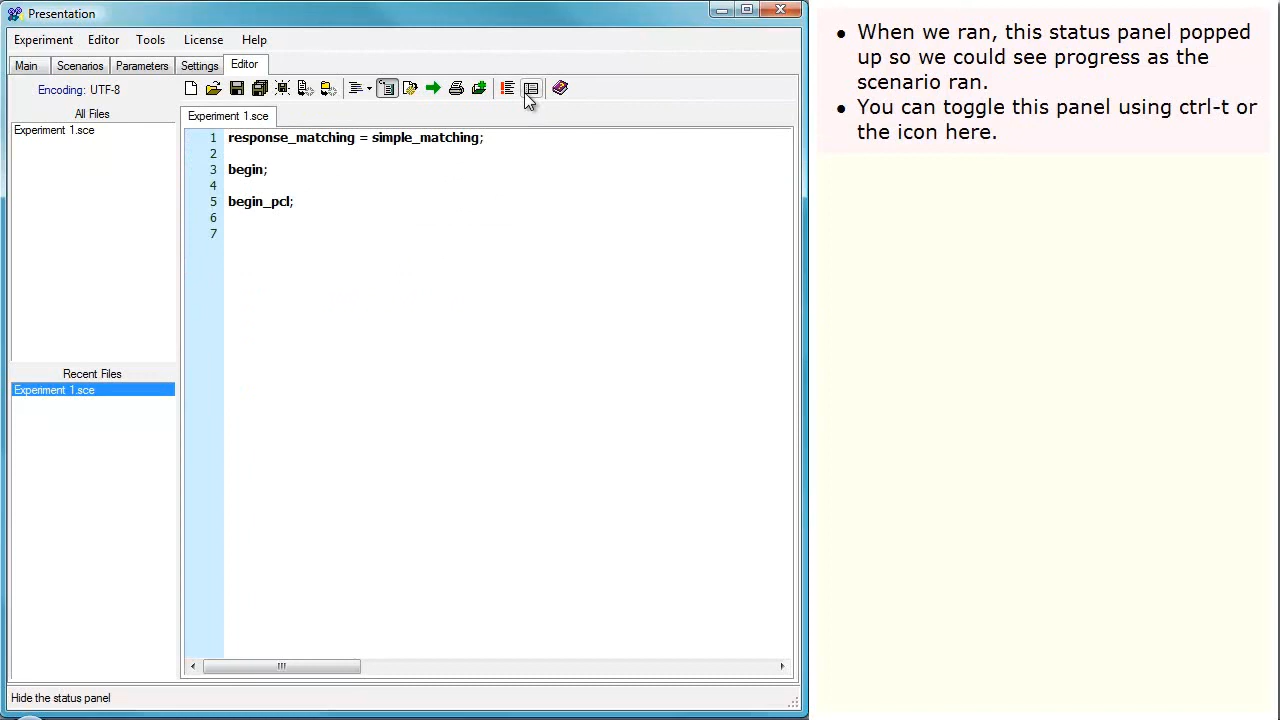 Presentation
Experiment Editor Tools License Help
Main Scenarios Parameters Settings Editor
Encoding: UTF-8
All Files
Experiment 1.sce
Recent Files
Experiment 1.sce
Experiment 1.sce
1 response_matching = simple_matching;
2
3 begin;
4
5 begin_pcl;
6
7
Hide the status panel
• When we ran, this status panel popped
up so we could see progress as the
scenario ran.
• You can toggle this panel using ctrl-t or
the icon here.